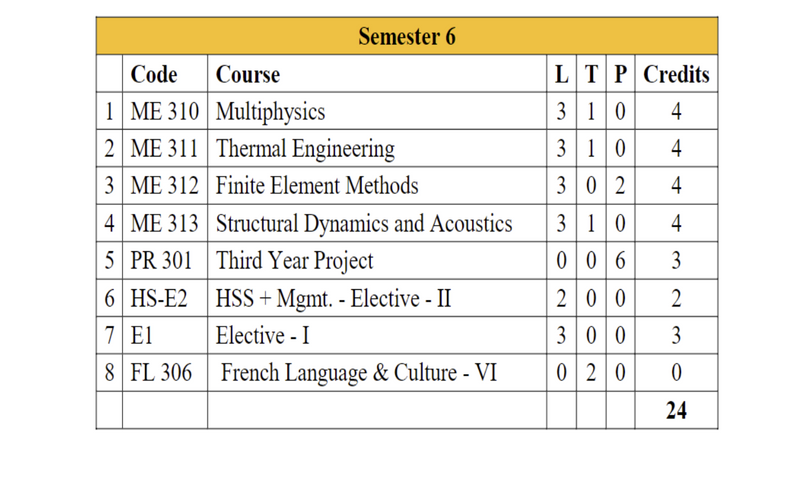 Semester 6
Code Course L T P Credits
1 ME 310 Multiphysics 3 1 0 4
2 ME 311 Thermal Engineering 3 1 0 4
3 ME 312 Finite Element Methods 3 0 2 4
4 ME 313 Structural Dynamics and Acoustics 3 1 0 4
5 PR 301 Third Year Project 0 0 6 3
6 HS-E2 HSS + Mgmt. - Elective - II 2 0 0 2
7 E1 Elective - I 3 0 0 3
8 FL 306 French Language & Culture - VI 0 2 0 0
24